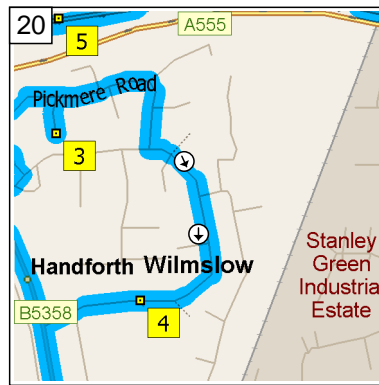 20
5
A555
Pickmere Road
3
Handforth Wilmslow
Stanley
Green
Industrial
Estate
B5358
4